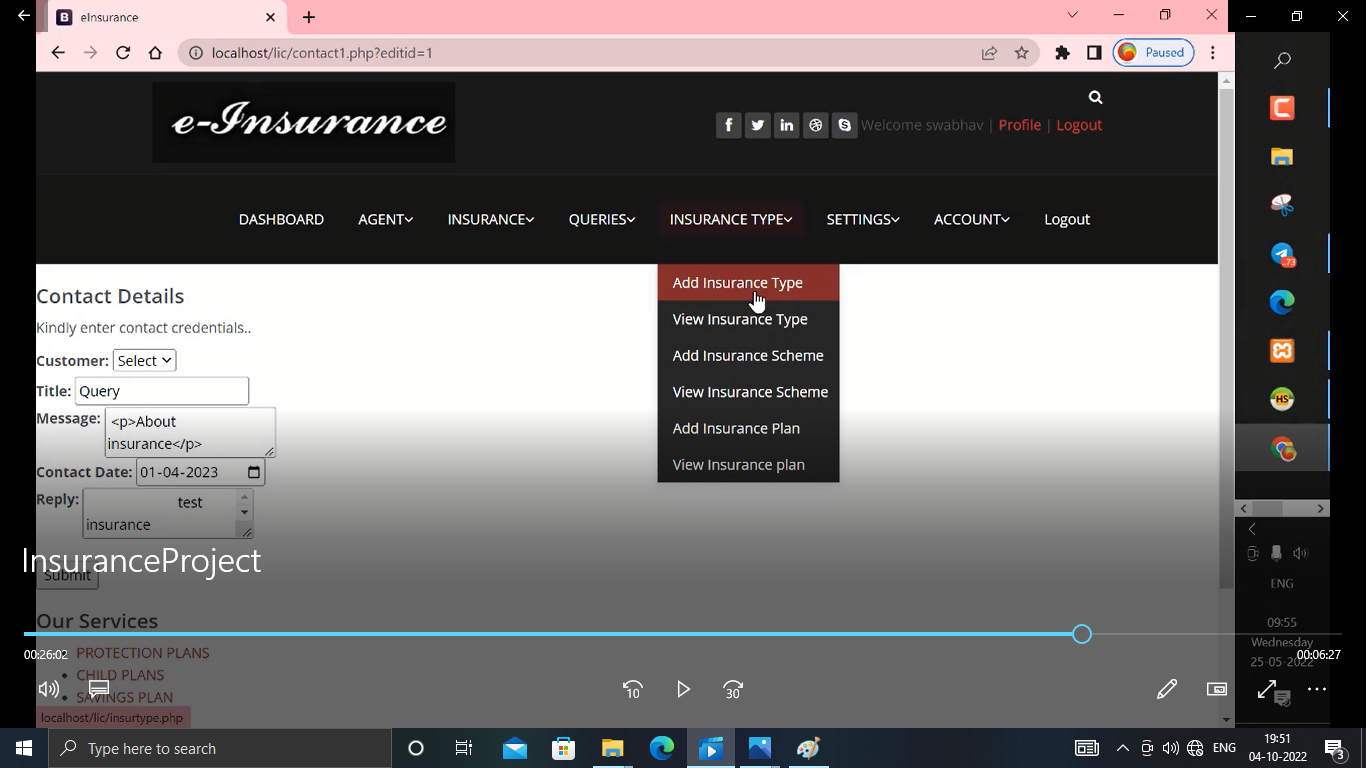 eInsurance
localhost/lic/contact1.php?editid=1
Paused
e-Insurance
Welcome swabhav | Profile | Logout
DASHBOARD AGENT INSURANCE QUERIES INSURANCE TYPE SETTINGS ACCOUNT Logout
Add Insurance Type
View Insurance Type
Add Insurance Scheme
View Insurance Scheme
Add Insurance Plan
View Insurance plan
Contact Details
Kindly enter contact credentials..
Customer: Select
Title: Query
Message: <p>About
insurance</p>
Contact Date: 01-04-2023
Reply: test
insurance
InsuranceProject
Submit
Our Services
PROTECTION PLANS
CHILD PLANS
SAVINGS PLAN
localhost/lic/insurtype.php
00:26:02
00:06:27
10
30
73
HS
ENG
09:55
Wednesday
25-05-2022
Type here to search
ENG
19:51
04-10-2022
3